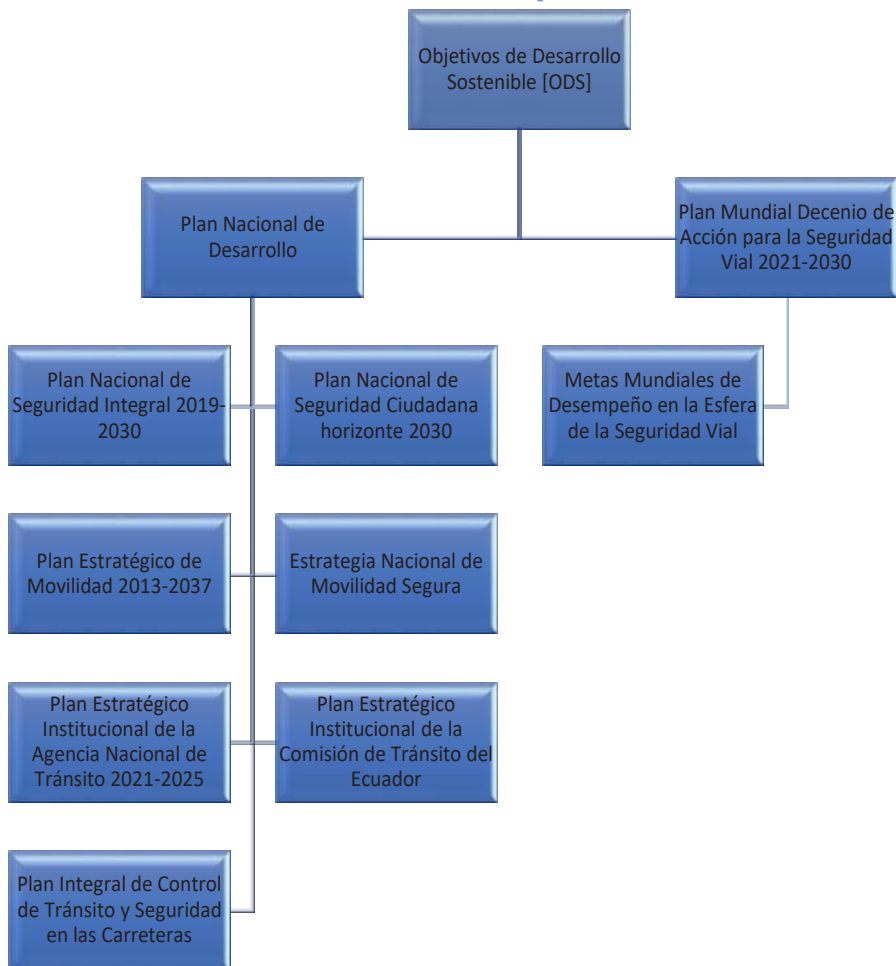 Objetivos de Desarrollo
Sostenible [ODS]
Plan Nacional de
Desarrollo
Plan Mundial Decenio de
Acción para la Seguridad
Vial 2021-2030
Plan Nacional de
Seguridad Integral 2019-
2030
Plan Nacional de
Seguridad Ciudadana
horizonte 2030
Metas Mundiales de
Desempeño en la Esfera
de la Seguridad Vial
Plan Estratégico de
Movilidad 2013-2037
Estrategia Nacional de
Movilidad Segura
Plan Estratégico
Institucional de la
Agencia Nacional de
Tránsito 2021-2025
Plan Estratégico
Institucional de la
Comisión de Tránsito del
Ecuador
Plan Integral de Control
de Tránsito y Seguridad
en las Carreteras